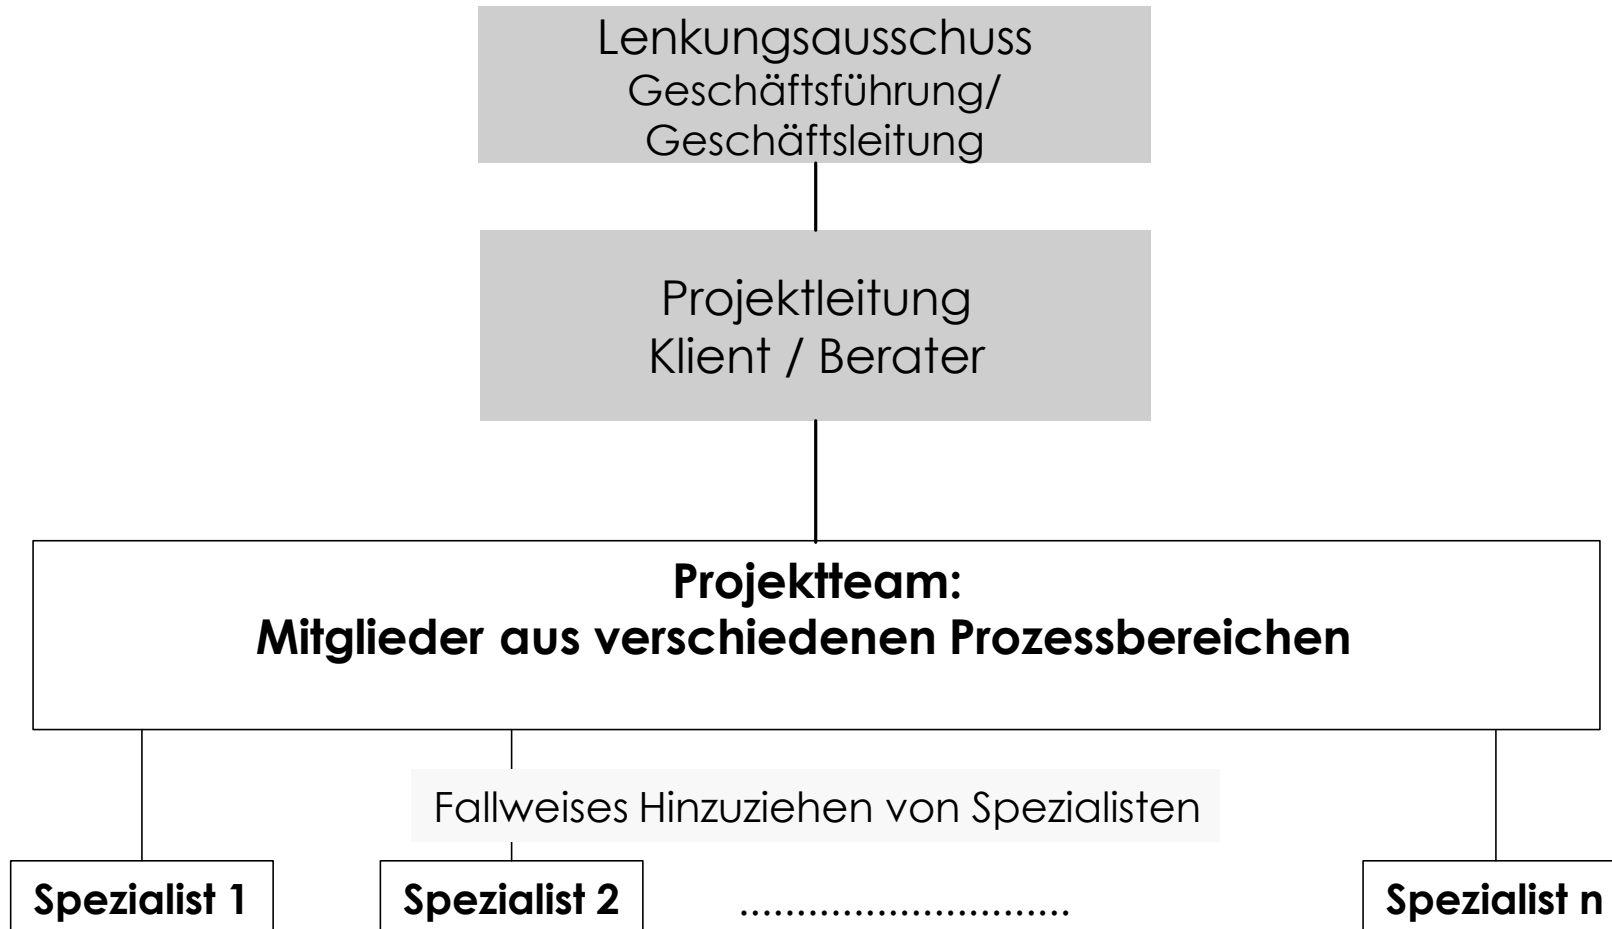 Lenkungsausschuss
Geschäftsführung/
Geschäftsleitung
Projektleitung
Klient / Berater
Projektteam:
Mitglieder aus verschiedenen Prozessbereichen
Fallweises Hinzuziehen von Spezialisten
Spezialist 1
Spezialist 2
.............................
Spezialist n